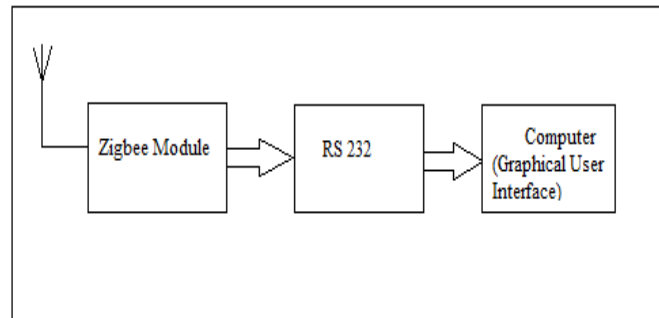 Zigbee Module
RS 232
Computer
(Graphical User
Interface)